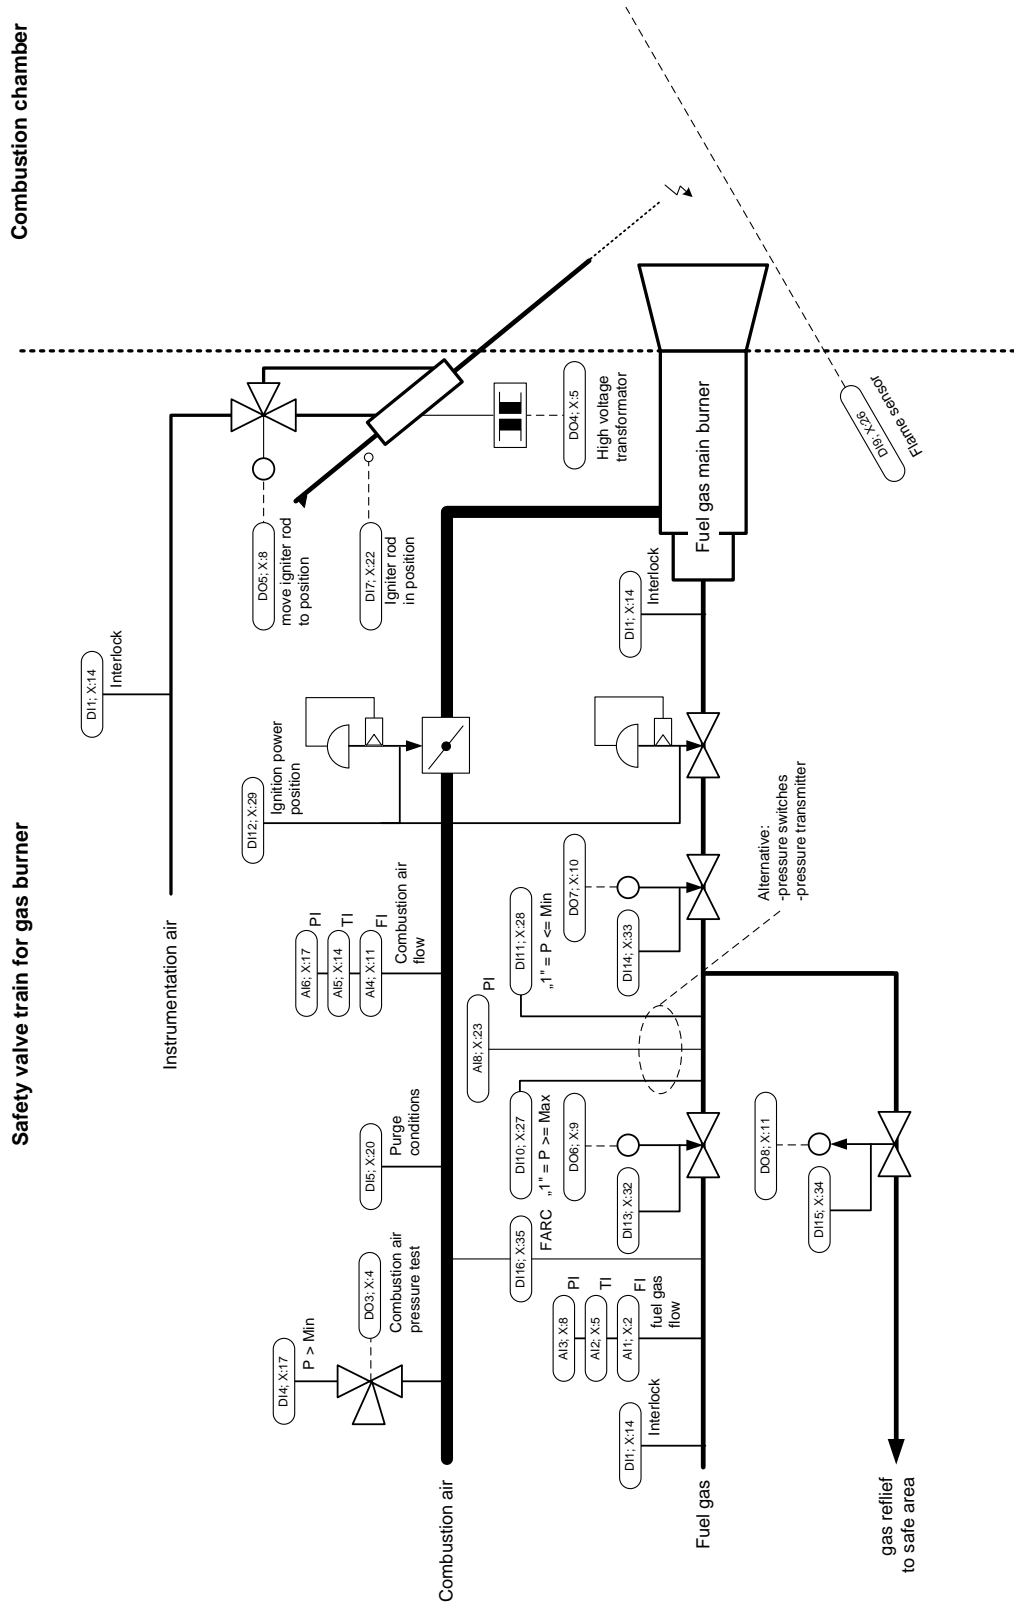 Safety valve train for gas burner
Combustion chamber
Instrumentation air
DI1; X:14
Interlock
DO5; X:8
move igniter rod
to position
DI7; X:22
Igniter rod
in position
DO4; X:5
High voltage
transformator
DI12; X:29
Ignition power
position
DI4; X:17
P > Min
DO3; X:4
Combustion air
pressure test
DI5; X:20
Purge
conditions
AI6; X:17
PI
AI5; X:14
TI
AI4; X:11
FI
Combustion air
flow
Combustion air
AI8; X:23
PI
DI16; X:35
FARC
DI10; X:27
„1" = P >= Max
DI11; X:28
„1" = P <= Min
AI3; X:8
PI
AI2; X:5
TI
AI1; X:2
FI
fuel gas
flow
DO6; X:9
DI13; X:32
DO7; X:10
DI14; X:33
DI1; X:14
Interlock
DI1; X:14
Interlock
Fuel gas
Fuel gas main burner
Alternative:
-pressure switches
-pressure transmitter
DO8; X:11
DI15; X:34
DI9; X:26
Flame sensor
gas reflief
to safe area